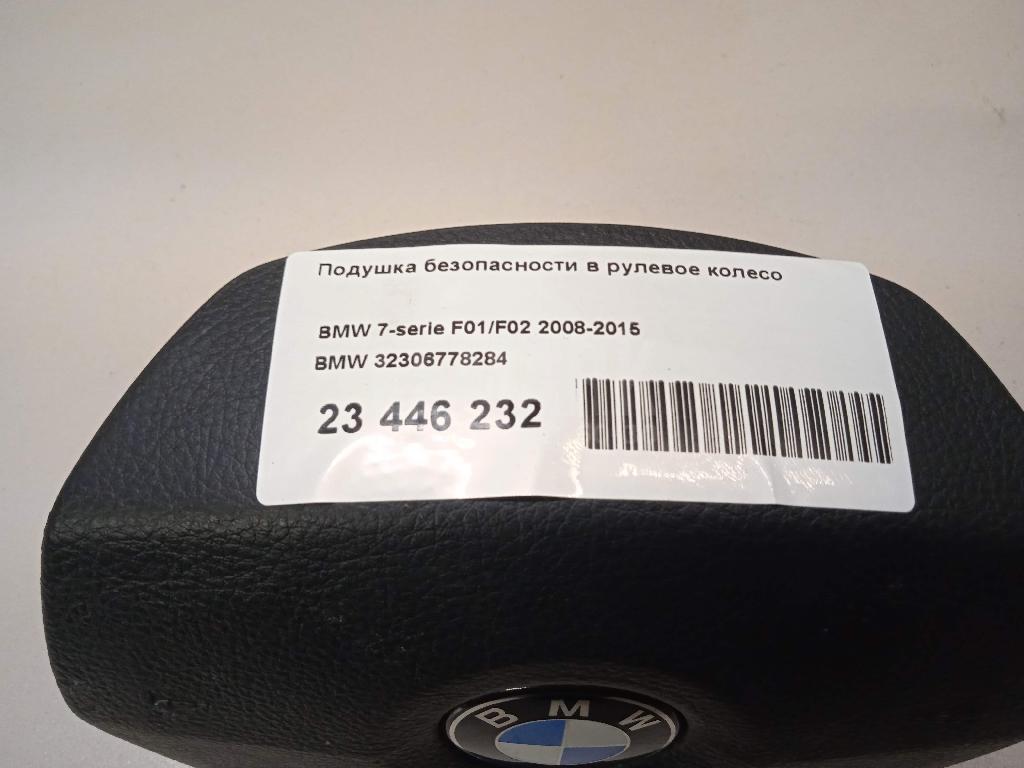 Подушка безопасности в рулевое колесо
BMW 7-serie F01/F02 2008-2015
BMW 32306778284
23 446 232
BMW